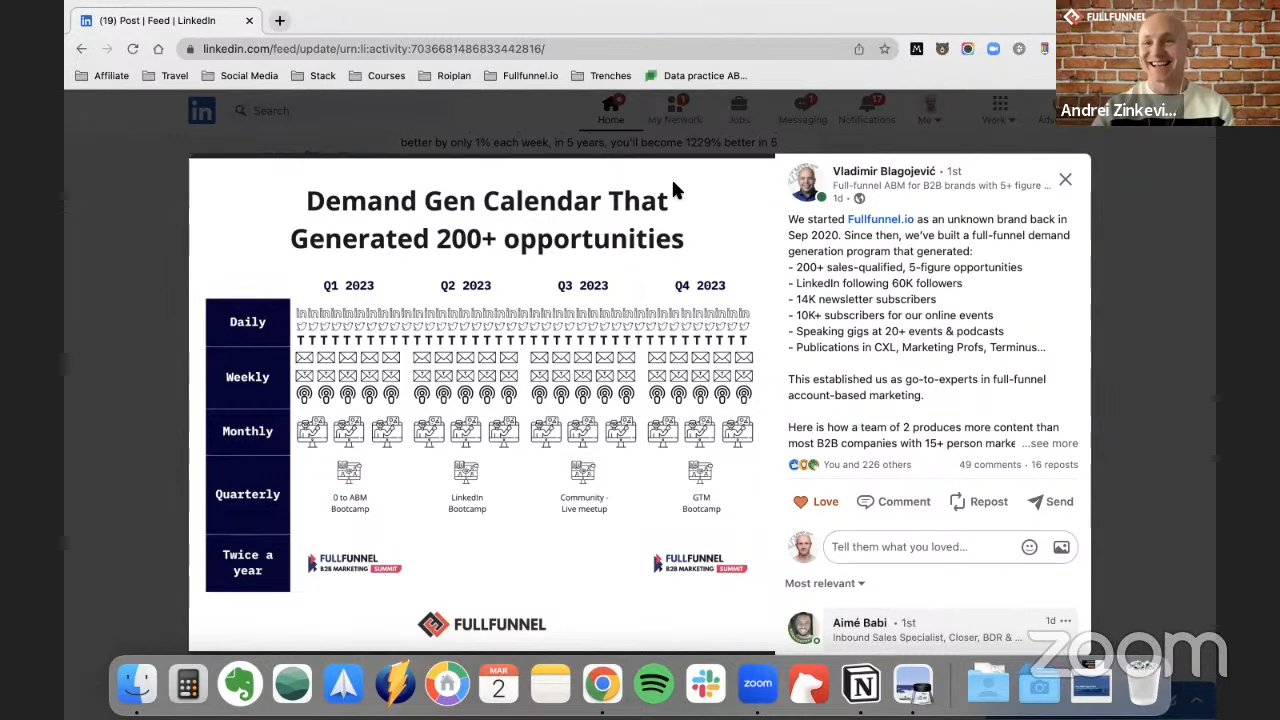 (19) Post | Feed | LinkedIn
linkedin.com/feed/update/urn:li:activity:7036681486833442816/
Affiliate
Travel
Social Media
Stack
Courses
Roiplan
Fullfunnel.io
Trenches
Data practice AB...
FULLFUNNEL
Andrei Zinkevi...
in
Search
Home
My Network
Jobs
Messaging
Notifications
Me
Work
better by only 1% each week, in 5 years, you'll become 1229% better in 5
Demand Gen Calendar That
Generated 200+ opportunities
Q1 2023
Q2 2023
Q3 2023
Q4 2023
Daily
Weekly
Monthly
Quarterly
0 to ABM
Bootcamp
LinkedIn
Bootcamp
Community -
Live meetup
GTM
Bootcamp
Twice a
year
FULLFUNNEL
B2B MARKETING SUMMIT
FULLFUNNEL
B2B MARKETING SUMMIT
FULLFUNNEL
Vladimir Blagojević • 1st
Full-funnel ABM for B2B brands with 5+ figure ...
1d •
We started Fullfunnel.io as an unknown brand back in
Sep 2020. Since then, we've built a full-funnel demand
generation program that generated:
- 200+ sales-qualified, 5-figure opportunities
- LinkedIn following 60K followers
- 14K newsletter subscribers
- 10K+ subscribers for our online events
- Speaking gigs at 20+ events & podcasts
- Publications in CXL, Marketing Profs, Terminus...
This established us as go-to-experts in full-funnel
account-based marketing.
Here is how a team of 2 produces more content than
most B2B companies with 15+ person marke ...see more
You and 226 others
49 comments · 16 reposts
Love
Comment
Repost
Send
Tell them what you loved...
Most relevant
Aimé Babi • 1st
1d
Inbound Sales Specialist, Closer, BDR & ...
zoom
MAR
2
zoom